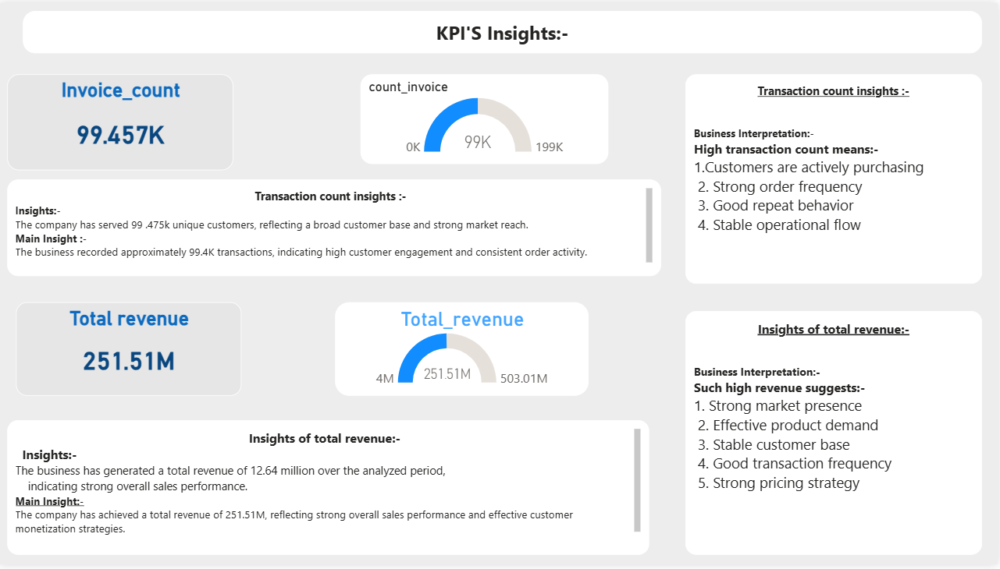 KPI'S Insights:-
Invoice_count
99.457K
count_invoice
0K
99K
199K
Transaction count insights :-
Insights:-
The company has served 99 .475k unique customers, reflecting a broad customer base and strong market reach.
Main Insight :-
The business recorded approximately 99.4K transactions, indicating high customer engagement and consistent order activity.
Transaction count insights :-
Business Interpretation:-
High transaction count means:-
1.Customers are actively purchasing
2. Strong order frequency
3. Good repeat behavior
4. Stable operational flow
Total revenue
251.51M
Total_revenue
4M
251.51M
503.01M
Insights of total revenue:-
Insights:-
The business has generated a total revenue of 12.64 million over the analyzed period,
indicating strong overall sales performance.
Main Insight:-
The company has achieved a total revenue of 251.51M, reflecting strong overall sales performance and effective customer
monetization strategies.
Insights of total revenue:-
Business Interpretation:-
Such high revenue suggests:-
1. Strong market presence
2. Effective product demand
3. Stable customer base
4. Good transaction frequency
5. Strong pricing strategy